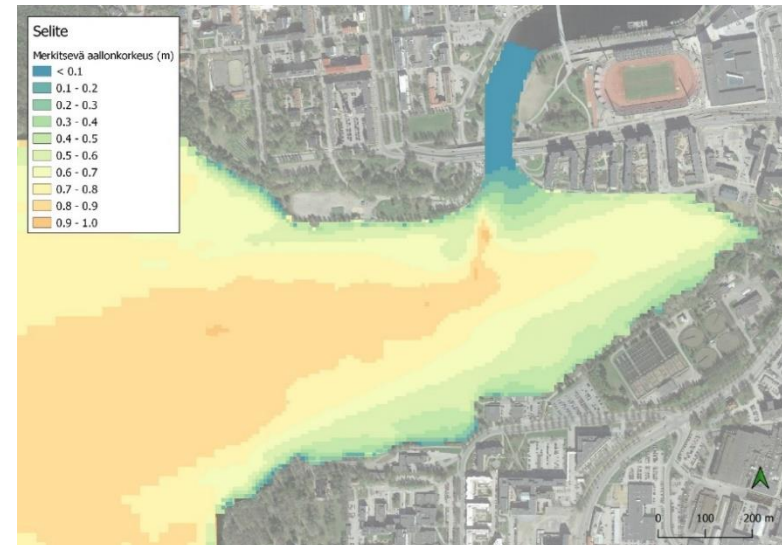 Selite
Merkitsevä aallonkorkeus (m)
< 0.1
0.1 - 0.2
0.2 - 0.3
0.3 - 0.4
0.4 - 0.5
0.5 - 0.6
0.6 - 0.7
0.7 - 0.8
0.8 - 0.9
0.9 - 1.0
0 100 200 m